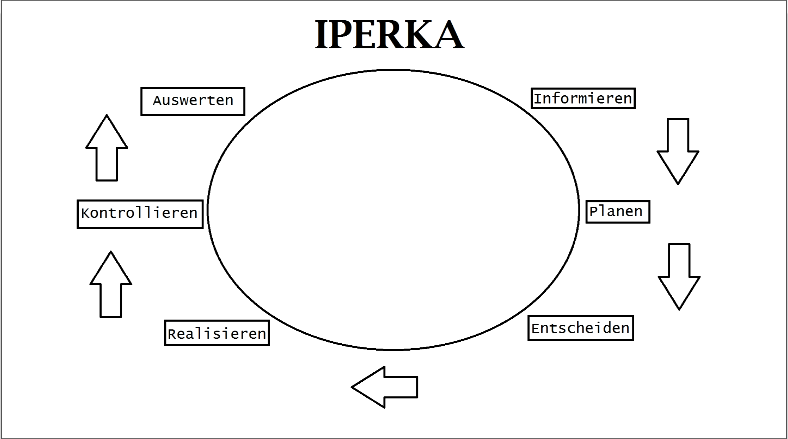 IPERKA
Informieren
Planen
Entscheiden
Realisieren
Kontrollieren
Auswerten